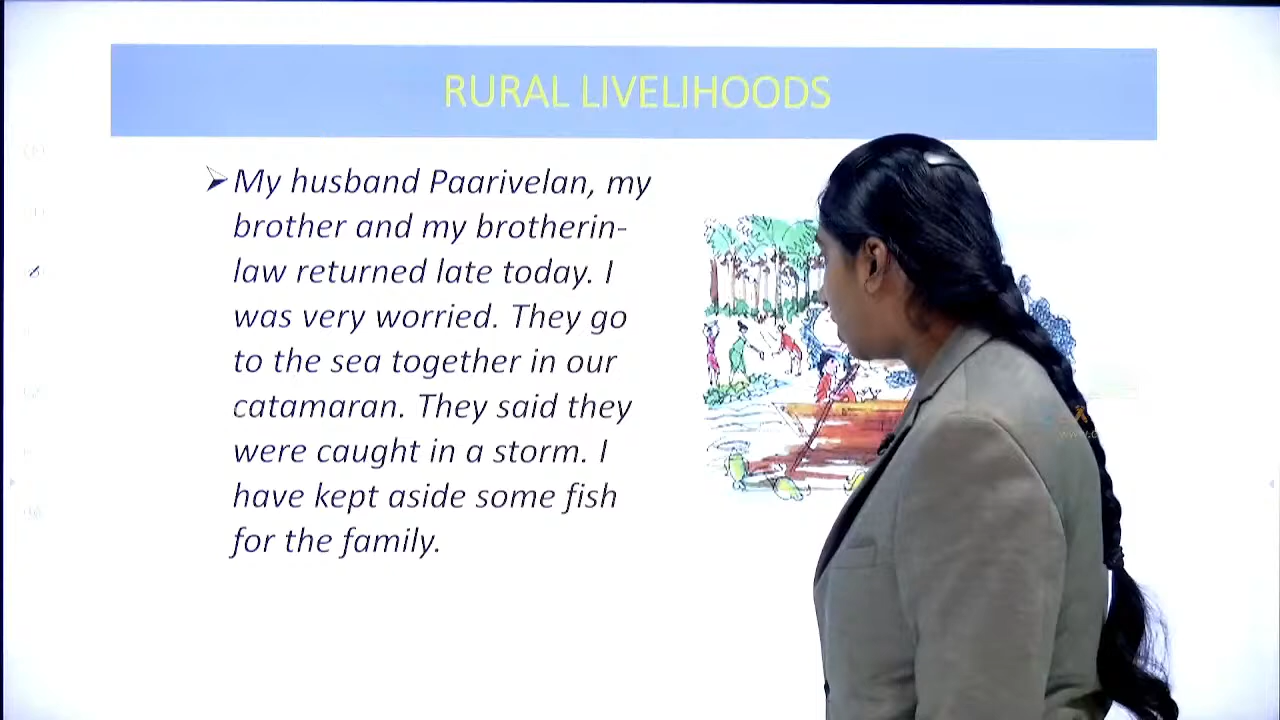 RURAL LIVELIHOODS
My husband Paarivelan, my
brother and my brotherin-
law returned late today. I
was very worried. They go
to the sea together in our
catamaran. They said they
were caught in a storm. I
have kept aside some fish
for the family.